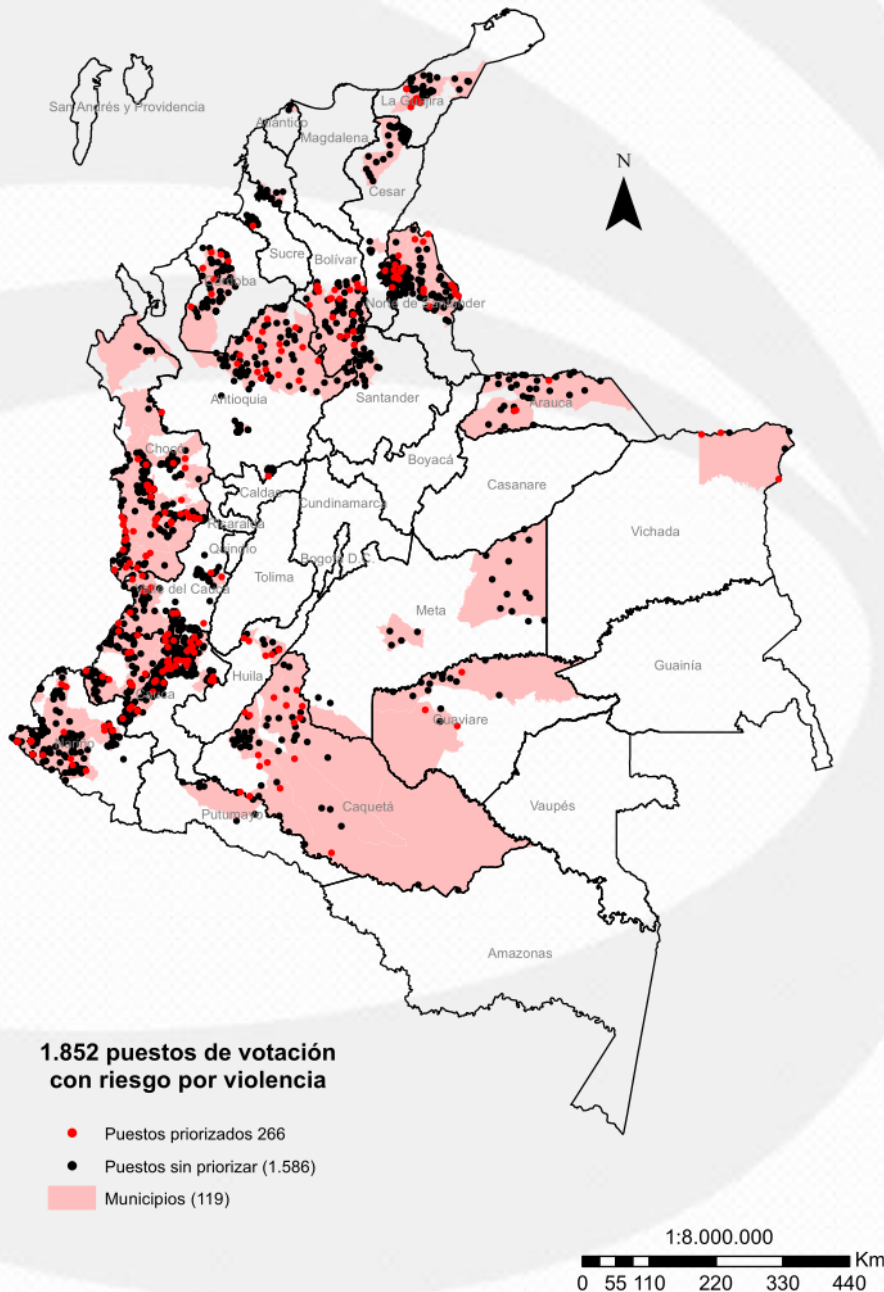 San Andrés y Providencia
La Guajira
Atlántico
Magdalena
N
Cesar
Sucre
Bolívar
Córdoba
Norte de Santander
Antioquia
Santander
Arauca
Chocó
Boyacá
Caldas
Casanare
Cundinamarca
Risaralda
Vichada
Quindío
Bogotá D.C.
Tolima
Valle del Cauca
Meta
Guainía
Huila
Cauca
Guaviare
Nariño
Vaupés
Caquetá
Putumayo
Amazonas
1.852 puestos de votación
con riesgo por violencia
Puestos priorizados 266
Puestos sin priorizar (1.586)
Municipios (119)
1:8.000.000
Km
0 55 110 220 330 440